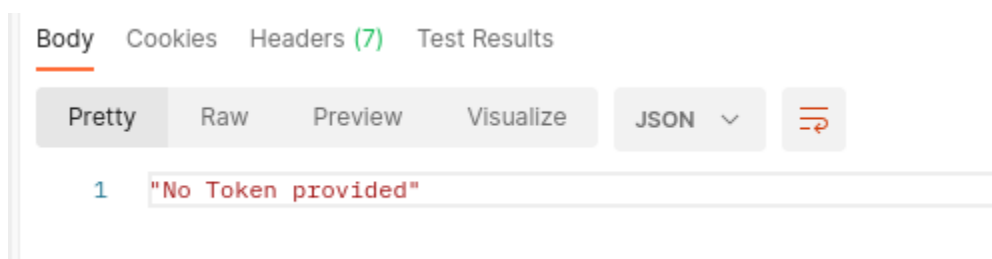 Body Cookies Headers (7) Test Results
Pretty Raw Preview Visualize JSON
1 "No Token provided"